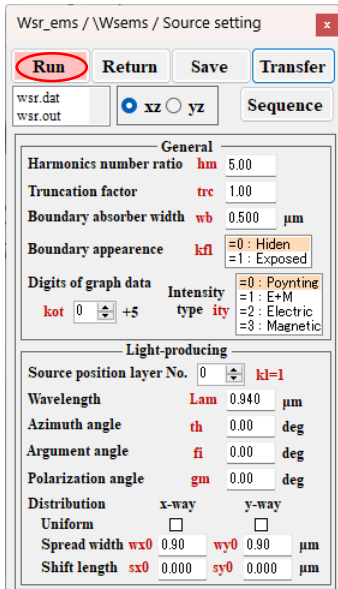 Wsr_ems / \Wsems / Source setting x
Run Return Save Transfer
wsr.dat
wsr.out
xz yz Sequence
General
Harmonics number ratio hm 5.00
Truncation factor trc 1.00
Boundary absorber width wb 0.500 μm
Boundary appearence kfl
=0 : Hiden
=1 : Exposed
Digits of graph data
kot 0 +5
Intensity
type ity
=0 : Poynting
=1 : E+M
=2 : Electric
=3 : Magnetic
Light-producing
Source position layer No. 0 kl=1
Wavelength Lam 0.940 μm
Azimuth angle th 0.00 deg
Argument angle fi 0.00 deg
Polarization angle gm 0.00 deg
Distribution x-way y-way
Uniform
Spread width wx0 0.90 wy0 0.90 μm
Shift length sx0 0.000 sy0 0.000 μm